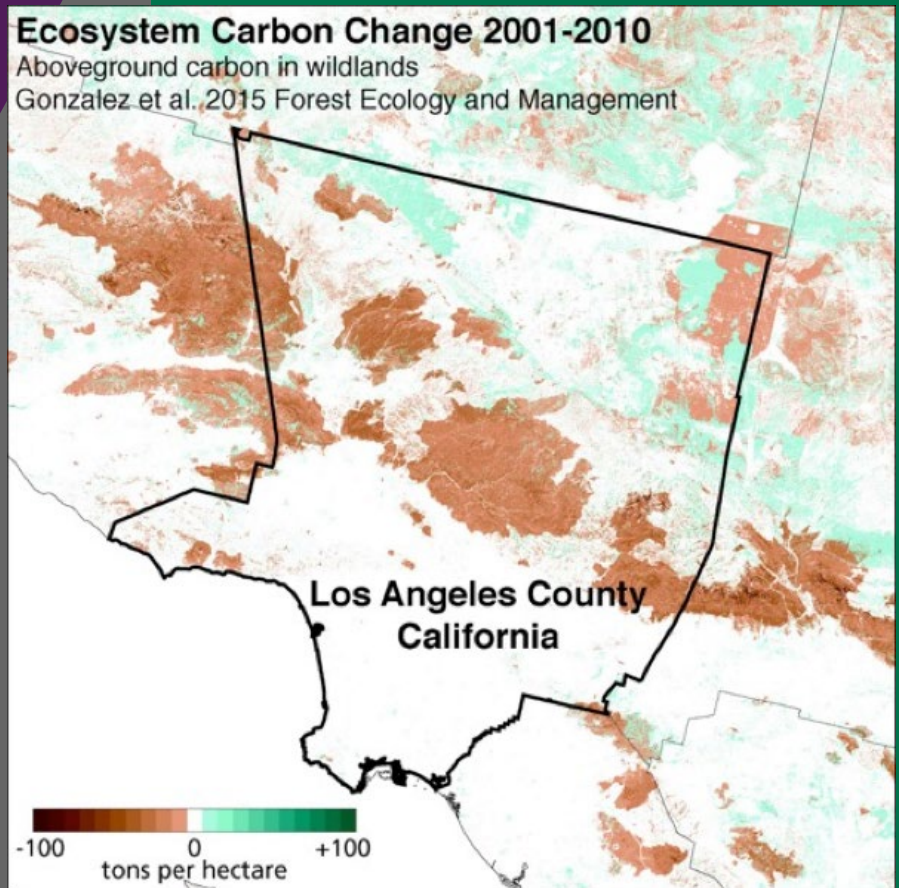 Ecosystem Carbon Change 2001-2010
Aboveground carbon in wildlands
Gonzalez et al. 2015 Forest Ecology and Management
Los Angeles County
California
-100 0 +100
tons per hectare